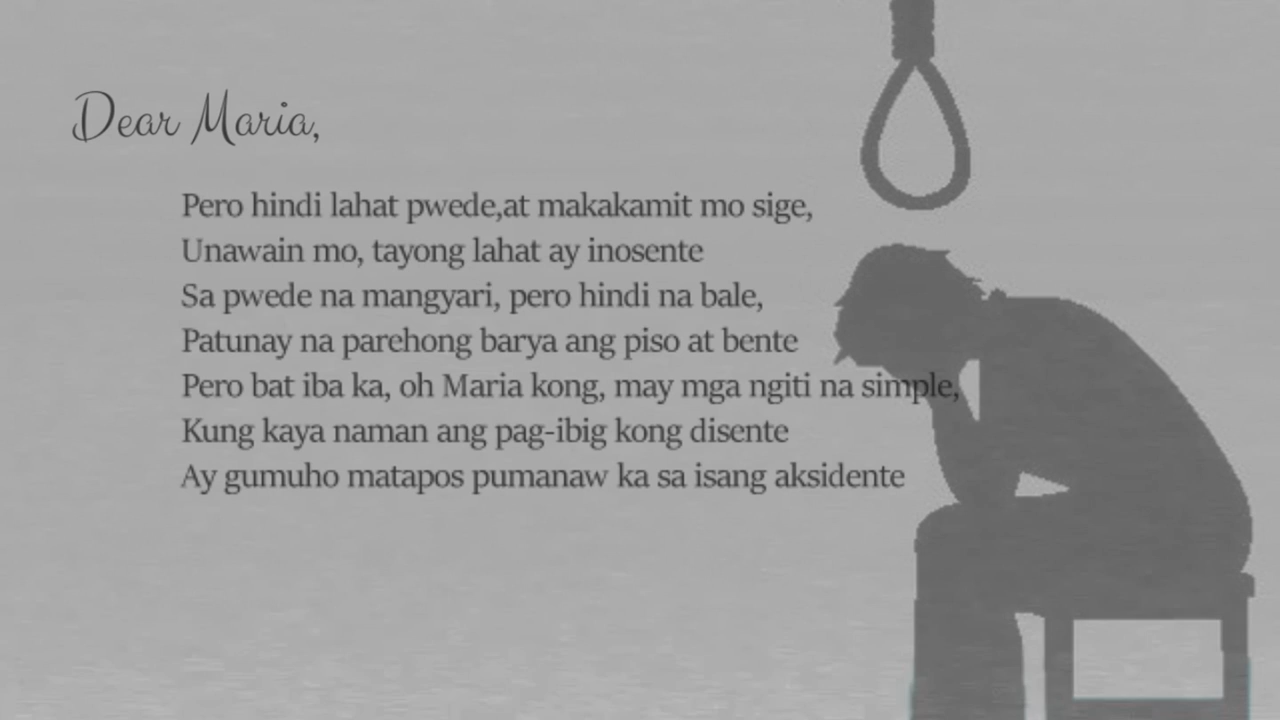 Dear Maria,
Pero hindi lahat pwede,at makakamit mo sige,
Unawain mo, tayong lahat ay inosente
Sa pwede na mangyari, pero hindi na bale,
Patunay na parehong barya ang piso at bente
Pero bat iba ka, oh Maria kong, may mga ngiti na simple,
Kung kaya naman ang pag-ibig kong disente
Ay gumuho matapos pumanaw ka sa isang aksidente